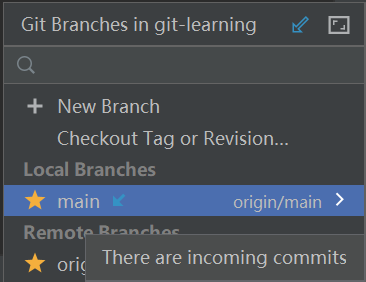 Git Branches in git-learning
New Branch
Checkout Tag or Revision...
Local Branches
main origin/main
Remote Branches
There are incoming commits